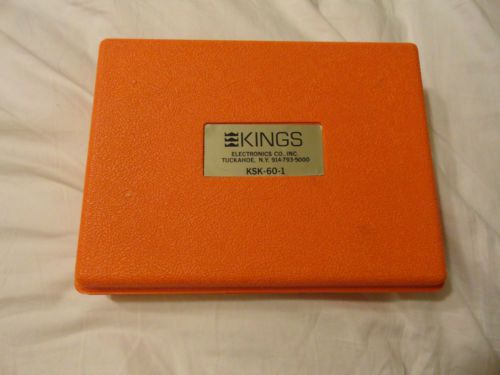 KINGS
ELECTRONICS CO., INC.
TUCKAHOE, N.Y. 914-793-5000
KSK-60-1